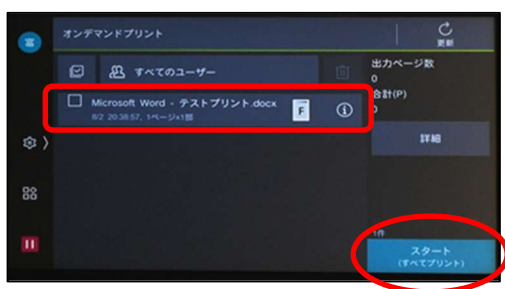 オンデマンドプリント
更新
すべてのユーザー
出力ページ数
0
合計(P)
0
Microsoft Word - テストプリント.docx
8/2 20:38:57, 1ページx1部
F
詳細
1件
スタート
(すべてプリント)